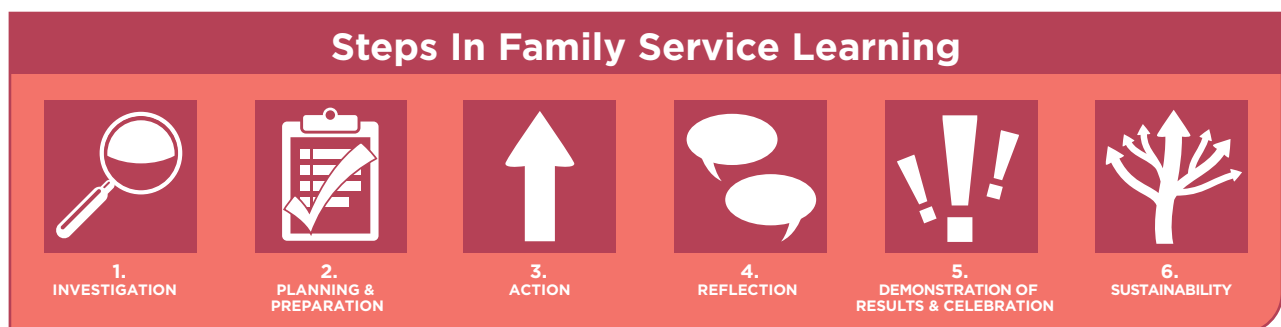 Steps In Family Service Learning
1.
INVESTIGATION
2.
PLANNING &
PREPARATION
3.
ACTION
4.
REFLECTION
5.
DEMONSTRATION OF
RESULTS & CELEBRATION
6.
SUSTAINABILITY